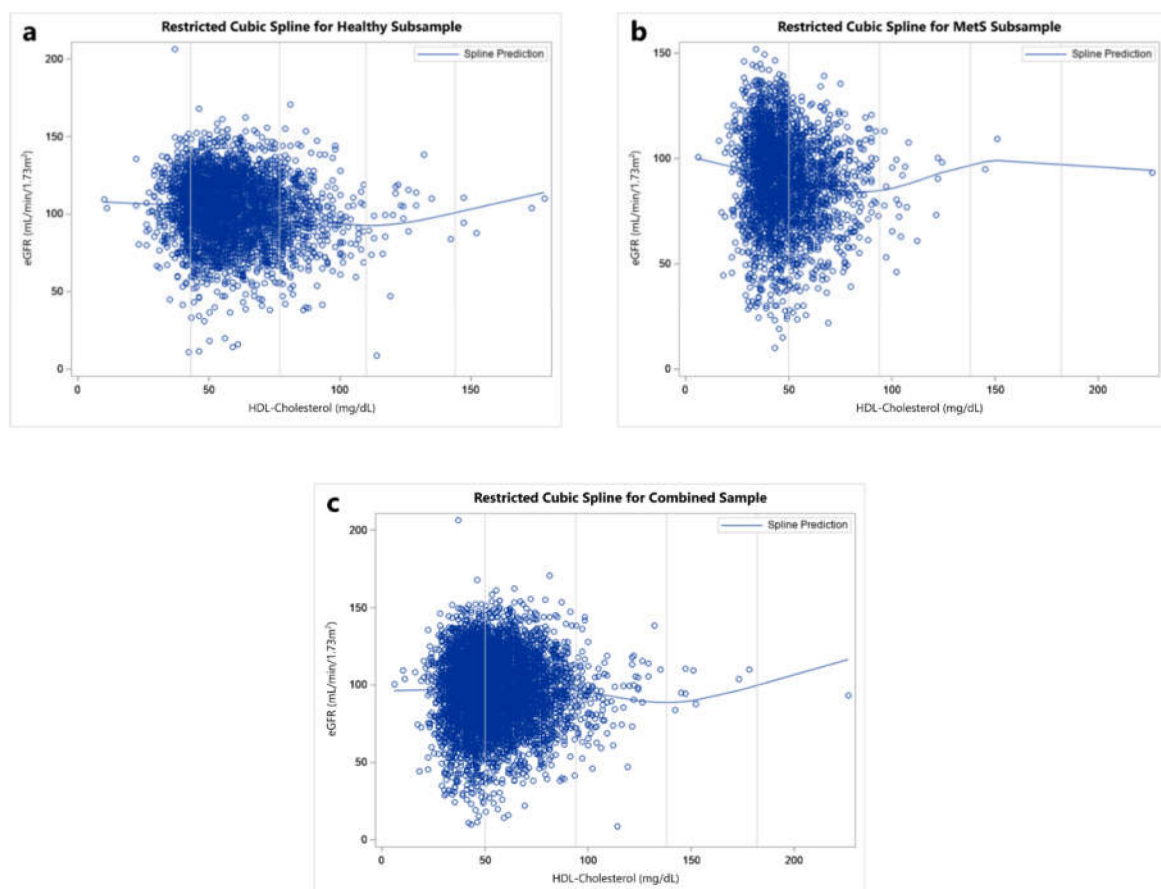 a
Restricted Cubic Spline for Healthy Subsample
Spline Prediction
eGFR (mL/min/1.73m²)
200
150
100
50
0
0 50 100 150
HDL-Cholesterol (mg/dL)
b
Restricted Cubic Spline for MetS Subsample
Spline Prediction
eGFR (mL/min/1.73m²)
150
100
50
0
0 50 100 150 200
HDL-Cholesterol (mg/dL)
c
Restricted Cubic Spline for Combined Sample
Spline Prediction
eGFR (mL/min/1.73m²)
200
150
100
50
0
0 50 100 150 200
HDL-Cholesterol (mg/dL)